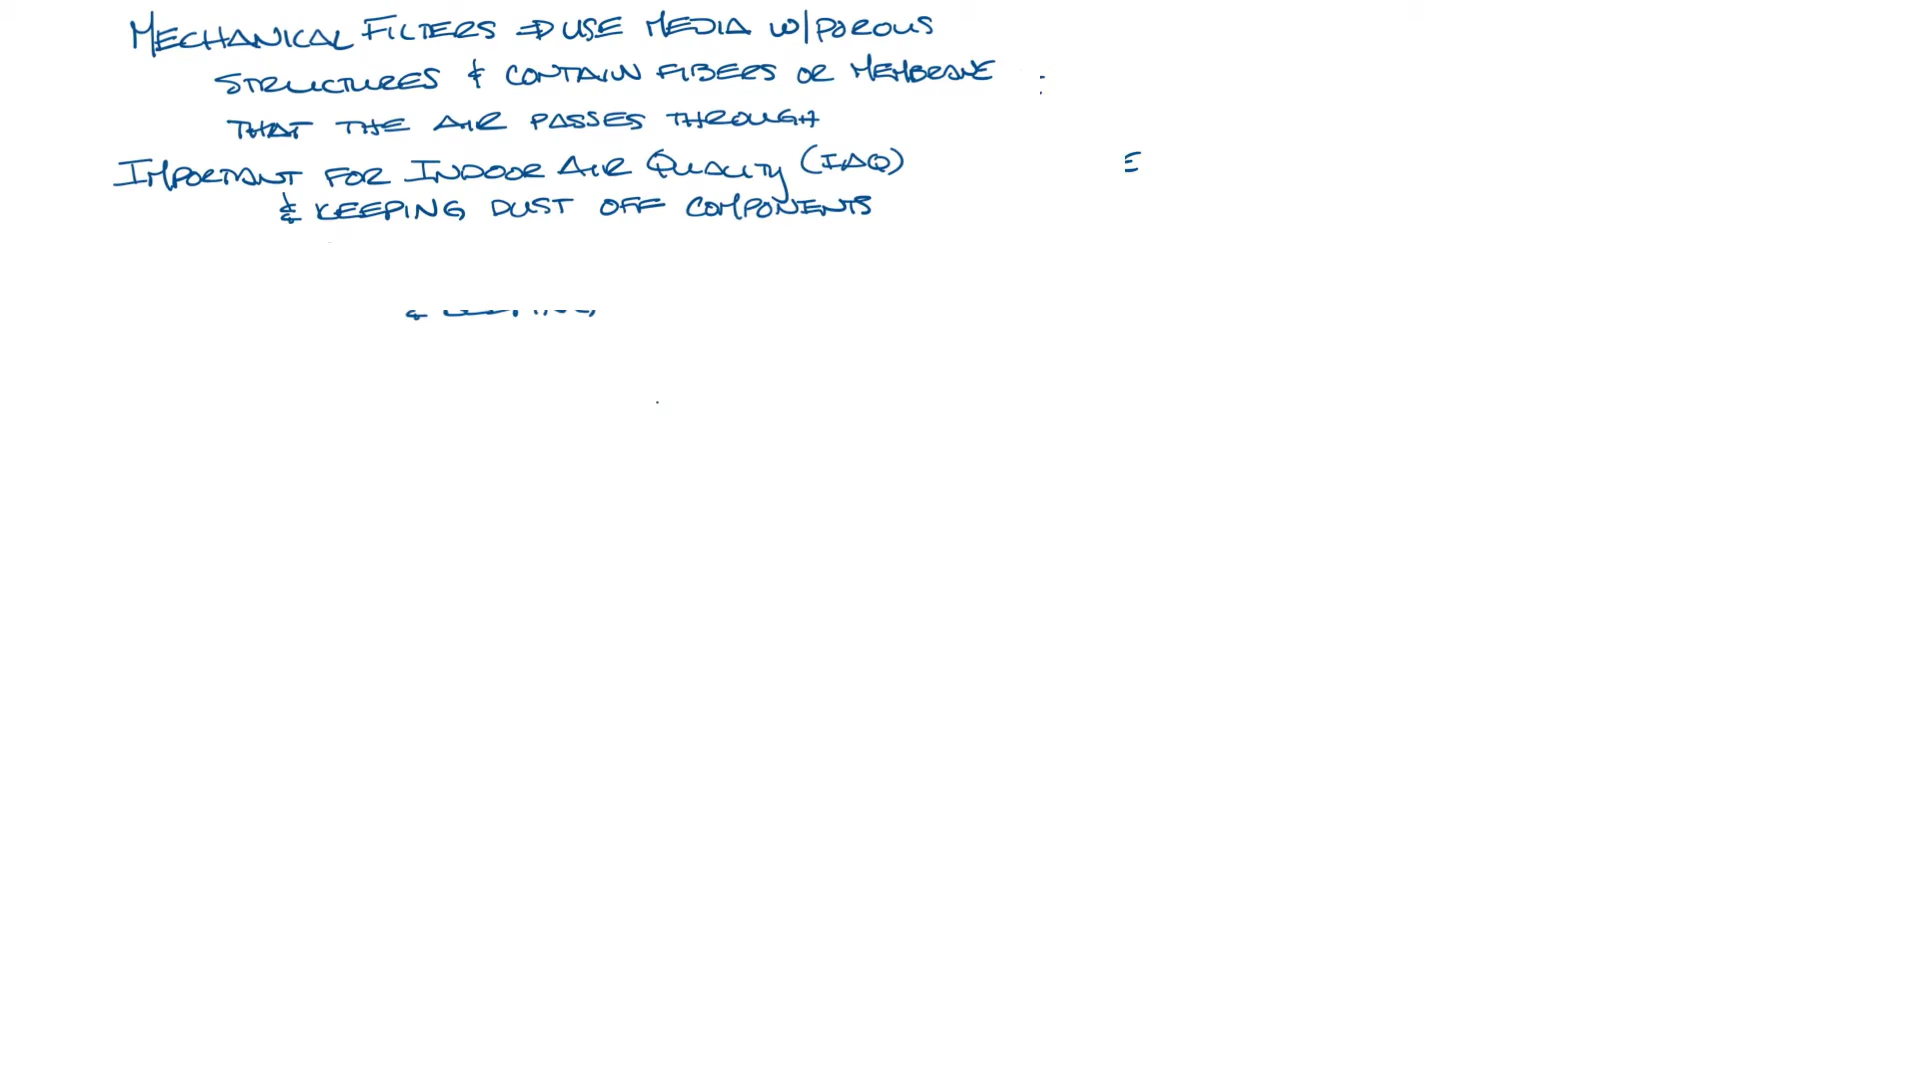 MECHANICAL FILTERS ⇒ USE MEDIA W/POROUS
STRUCTURES & CONTAIN FIBERS OR MEMBRANE
THAT THE AIR PASSES THROUGH
IMPORTANT FOR INDOOR AIR QUALITY (IAQ)
& KEEPING DUST OFF COMPONENTS